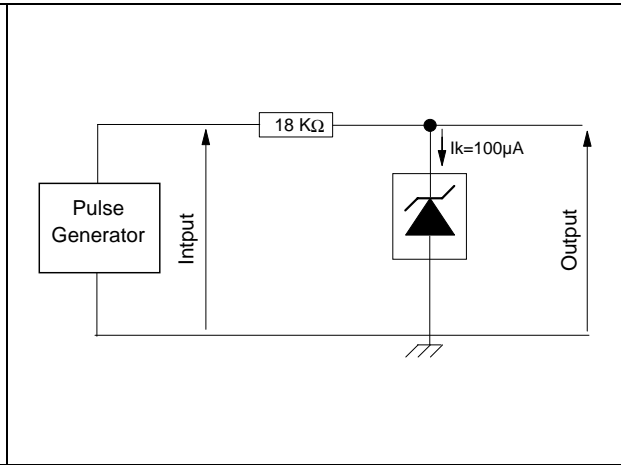 18 KΩ
Ik=100µA
Pulse
Generator
Intput
Output